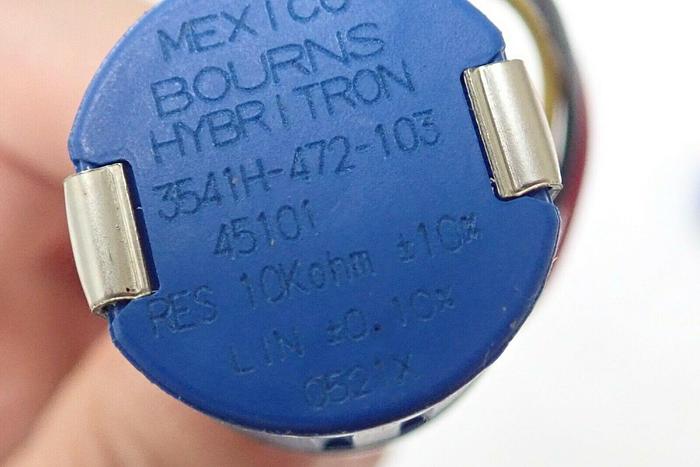 MEXICO
BOURNS
HYBRITRON
3541H-472-103
45101
RES 10Kohm ±10%
LIN ±0.10%
0521X